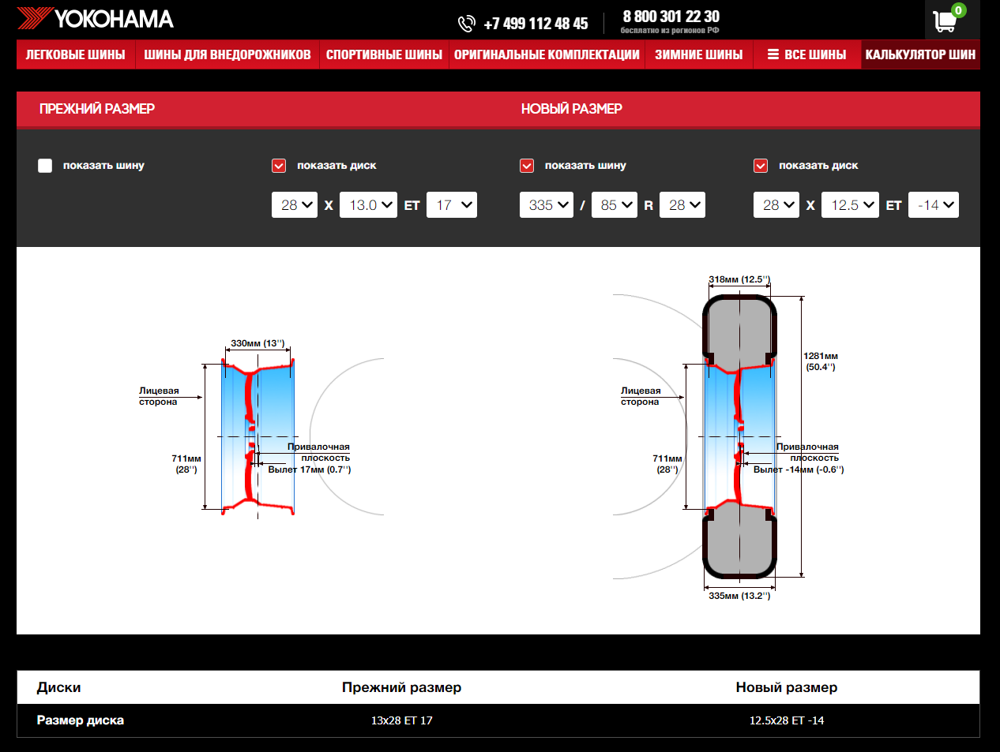 YOKOHAMA
+7 499 112 48 45
8 800 301 22 30
бесплатно из регионов РФ
0
ЛЕГКОВЫЕ ШИНЫ
ШИНЫ ДЛЯ ВНЕДОРОЖНИКОВ
СПОРТИВНЫЕ ШИНЫ
ОРИГИНАЛЬНЫЕ КОМПЛЕКТАЦИИ
ЗИМНИЕ ШИНЫ
ВСЕ ШИНЫ
КАЛЬКУЛЯТОР ШИН
ПРЕЖНИЙ РАЗМЕР
НОВЫЙ РАЗМЕР
показать шину
показать диск
показать шину
показать диск
28 X 13.0 ET 17
335 / 85 R 28
28 X 12.5 ET -14
330мм (13'')
Лицевая
сторона
711мм
(28'')
Привалочная
плоскость
Вылет 17мм (0.7'')
318мм (12.5'')
1281мм
(50.4'')
Лицевая
сторона
711мм
(28'')
Привалочная
плоскость
Вылет -14мм (-0.6'')
335мм (13.2'')
Диски Прежний размер Новый размер
Размер диска 13x28 ET 17 12.5x28 ET -14